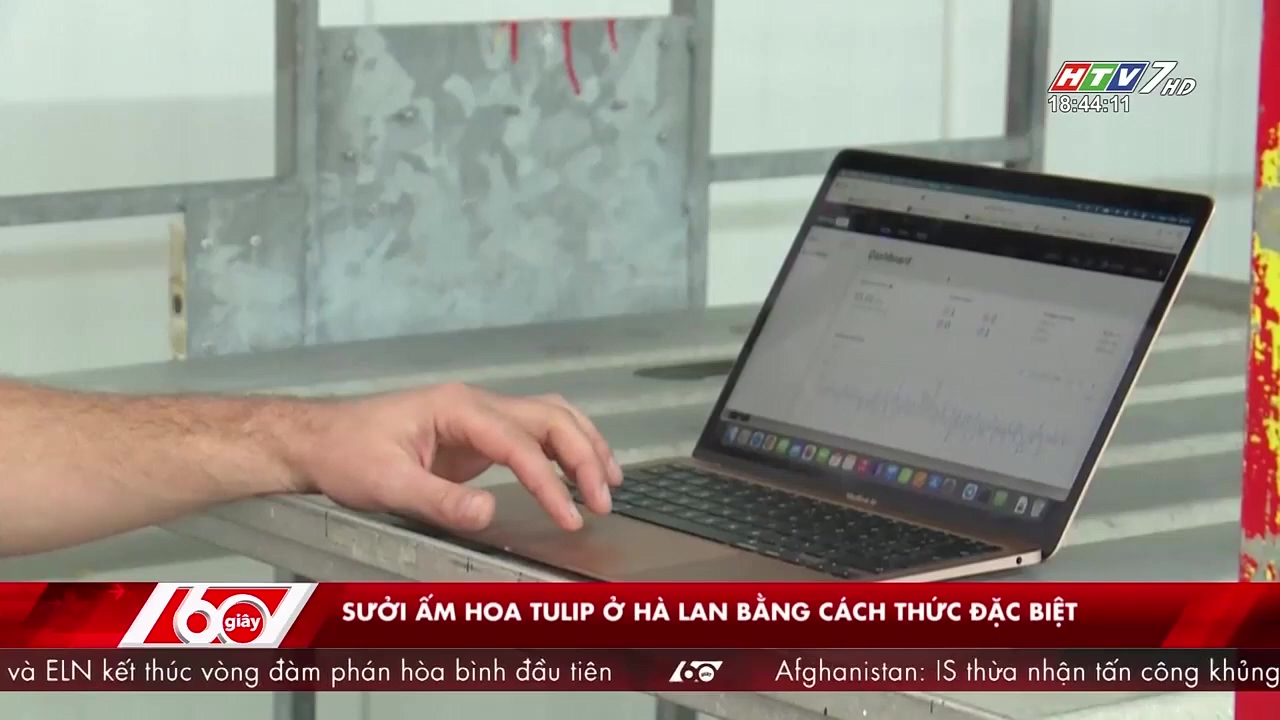 HTV7 HD
18:44:11
Dashboard
60 giây
SƯỞI ẤM HOA TULIP Ở HÀ LAN BẰNG CÁCH THỨC ĐẶC BIỆT
và ELN kết thúc vòng đàm phán hòa bình đầu tiên
60
Afghanistan: IS thừa nhận tấn công khủng